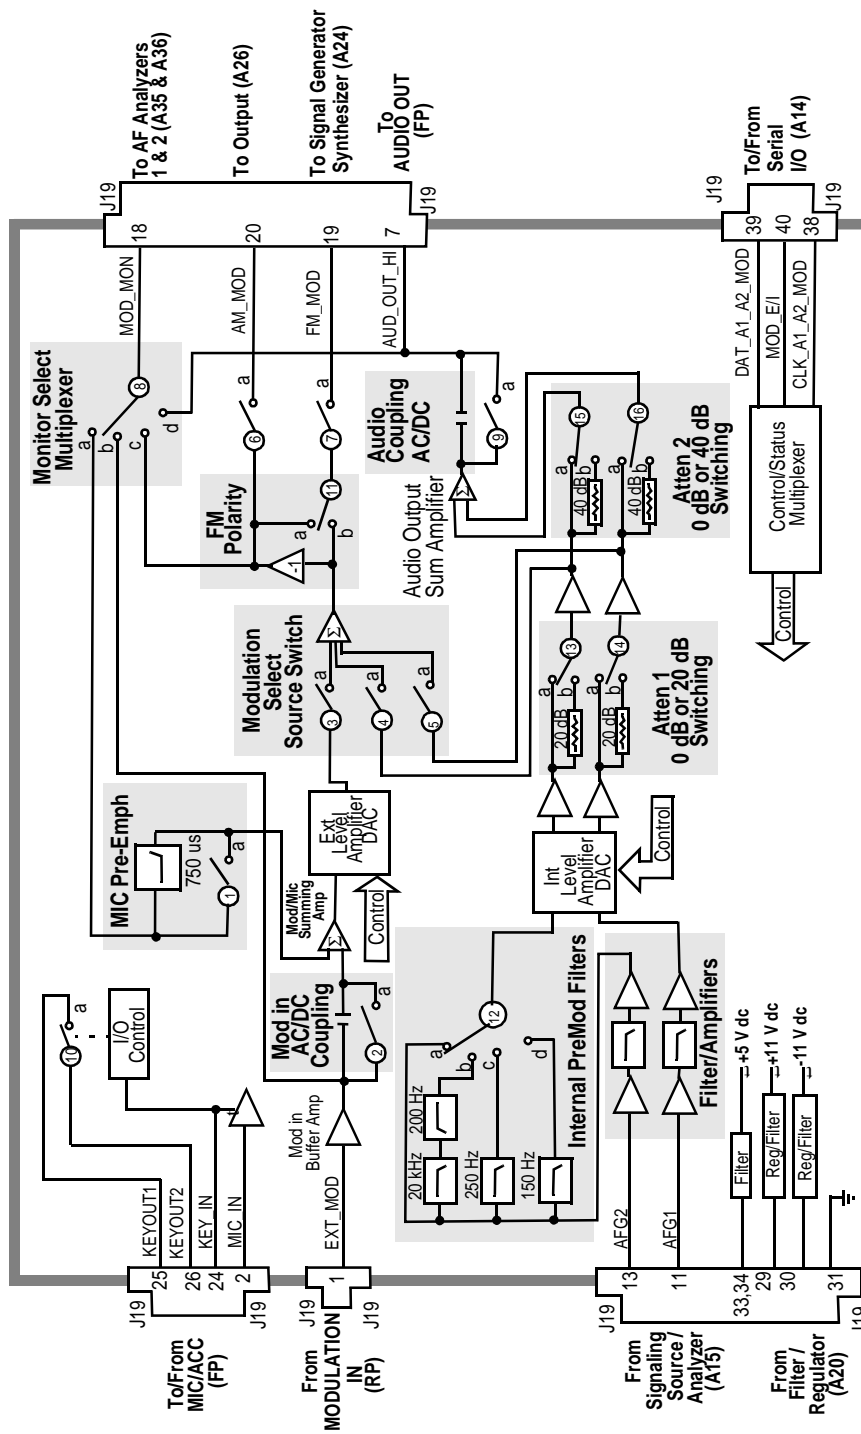 To/From
MIC/ACC
(FP)
J19
25
26
24
2
J19
KEYOUT1
KEYOUT2
KEY_IN
MIC_IN
10
a
I/O
Control
From
MODULATION
IN
(RP)
J19
1
J19
EXT_MOD
Mod in
Buffer Amp
Mod in
AC/DC
Coupling
2
a
MIC Pre-Emph
750 us
1
a
Σ
Mod/Mic
Summing
Amp
Control
Ext
Level
Amplifier
DAC
Modulation
Select
Source Switch
3
a
4
a
5
a
Σ
FM
Polarity
-1
a
b
11
6
a
7
a
Monitor Select
Multiplexer
a
b
c
d
8
MOD_MON
AM_MOD
FM_MOD
AUD_OUT_HI
J19
18
20
19
7
J19
To AF Analyzers
1 & 2 (A35 & A36)
To Output (A26)
To Signal Generator
Synthesizer (A24)
To
AUDIO OUT
(FP)
Audio
Coupling
AC/DC
9
a
Audio Output
Sum Amplifier
Σ
Internal PreMod Filters
20 kHz
200 Hz
250 Hz
150 Hz
a
b
c
d
12
From
Signaling
Source /
Analyzer
(A15)
J19
13
11
AFG2
AFG1
Filter/Amplifiers
Int
Level
Amplifier
DAC
Control
Atten 1
0 dB or 20 dB
Switching
20 dB
a
b
13
20 dB
a
b
14
Atten 2
0 dB or 40 dB
Switching
40 dB
a
b
15
40 dB
a
b
16
From
Filter /
Regulator
(A20)
33,34
29
30
31
J19
Filter
+5 V dc
Reg/Filter
+11 V dc
Reg/Filter
-11 V dc
Control
Control/Status
Multiplexer
DAT_A1_A2_MOD
MOD_E/I
CLK_A1_A2_MOD
J19
39
40
38
J19
To/From
Serial
I/O (A14)